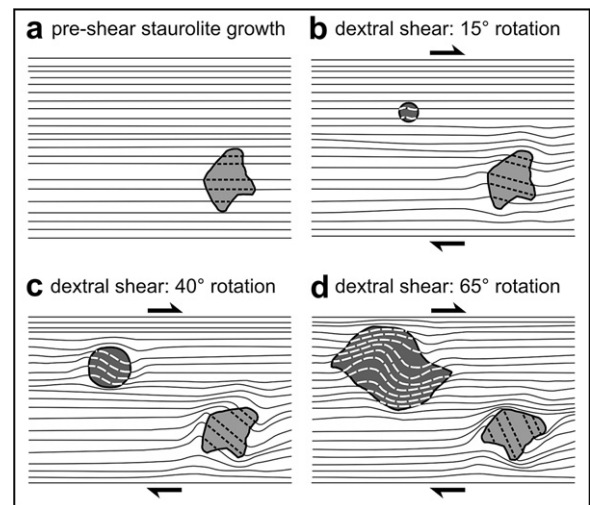 a pre-shear staurolite growth
b dextral shear: 15° rotation
c dextral shear: 40° rotation
d dextral shear: 65° rotation